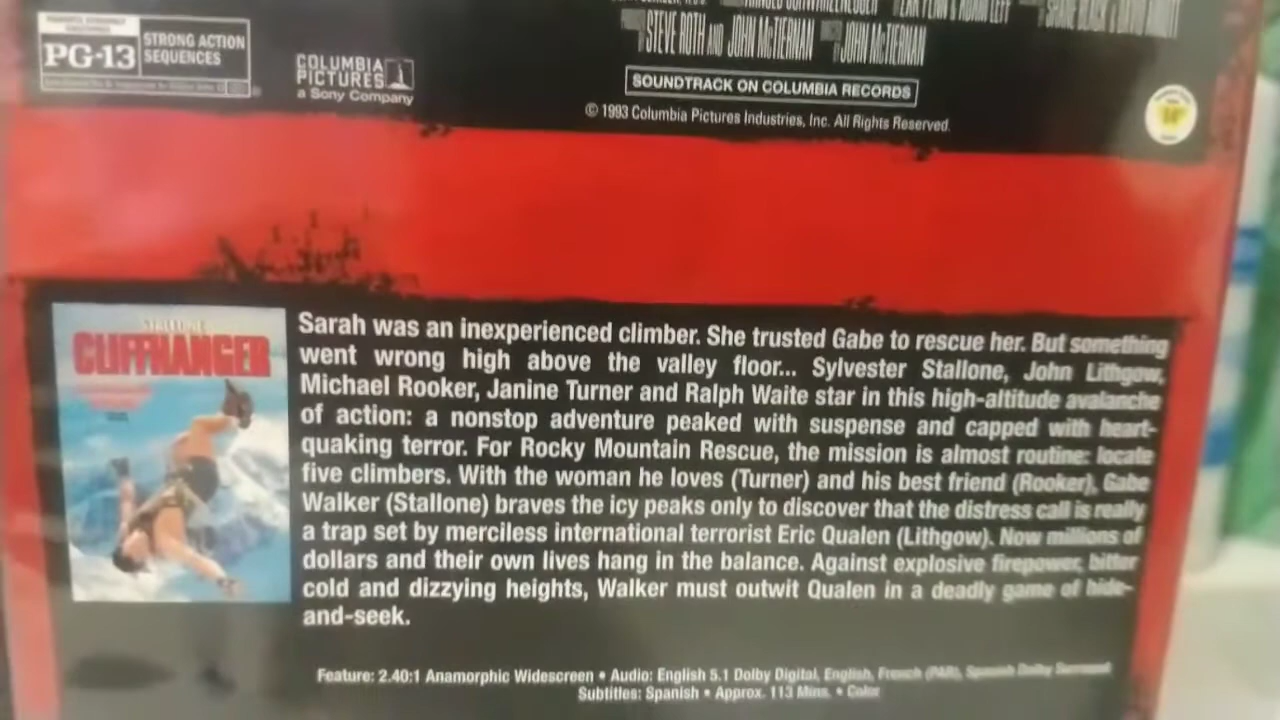 PG-13
STRONG ACTION
SEQUENCES
COLUMBIA
PICTURES
a Sony Company
STEVE ROTH AND JOHN McTIERNAN JOHN McTIERNAN
SOUNDTRACK ON COLUMBIA RECORDS
© 1993 Columbia Pictures Industries, Inc. All Rights Reserved.
STALLONE
CLIFFHANGER
Sarah was an inexperienced climber. She trusted Gabe to rescue her. But something
went wrong high above the valley floor... Sylvester Stallone, John Lithgow,
Michael Rooker, Janine Turner and Ralph Waite star in this high-altitude avalanche
of action: a nonstop adventure peaked with suspense and capped with heart-
quaking terror. For Rocky Mountain Rescue, the mission is almost routine: locate
five climbers. With the woman he loves (Turner) and his best friend (Rooker), Gabe
Walker (Stallone) braves the icy peaks only to discover that the distress call is really
a trap set by merciless international terrorist Eric Qualen (Lithgow). Now millions of
dollars and their own lives hang in the balance. Against explosive firepower, bitter
cold and dizzying heights, Walker must outwit Qualen in a deadly game of hide-
and-seek.
Feature: 2.40:1 Anamorphic Widescreen • Audio: English 5.1 Dolby Digital, English, French (PAR), Spanish Dolby Surround
Subtitles: Spanish • Approx. 113 Mins. • Color